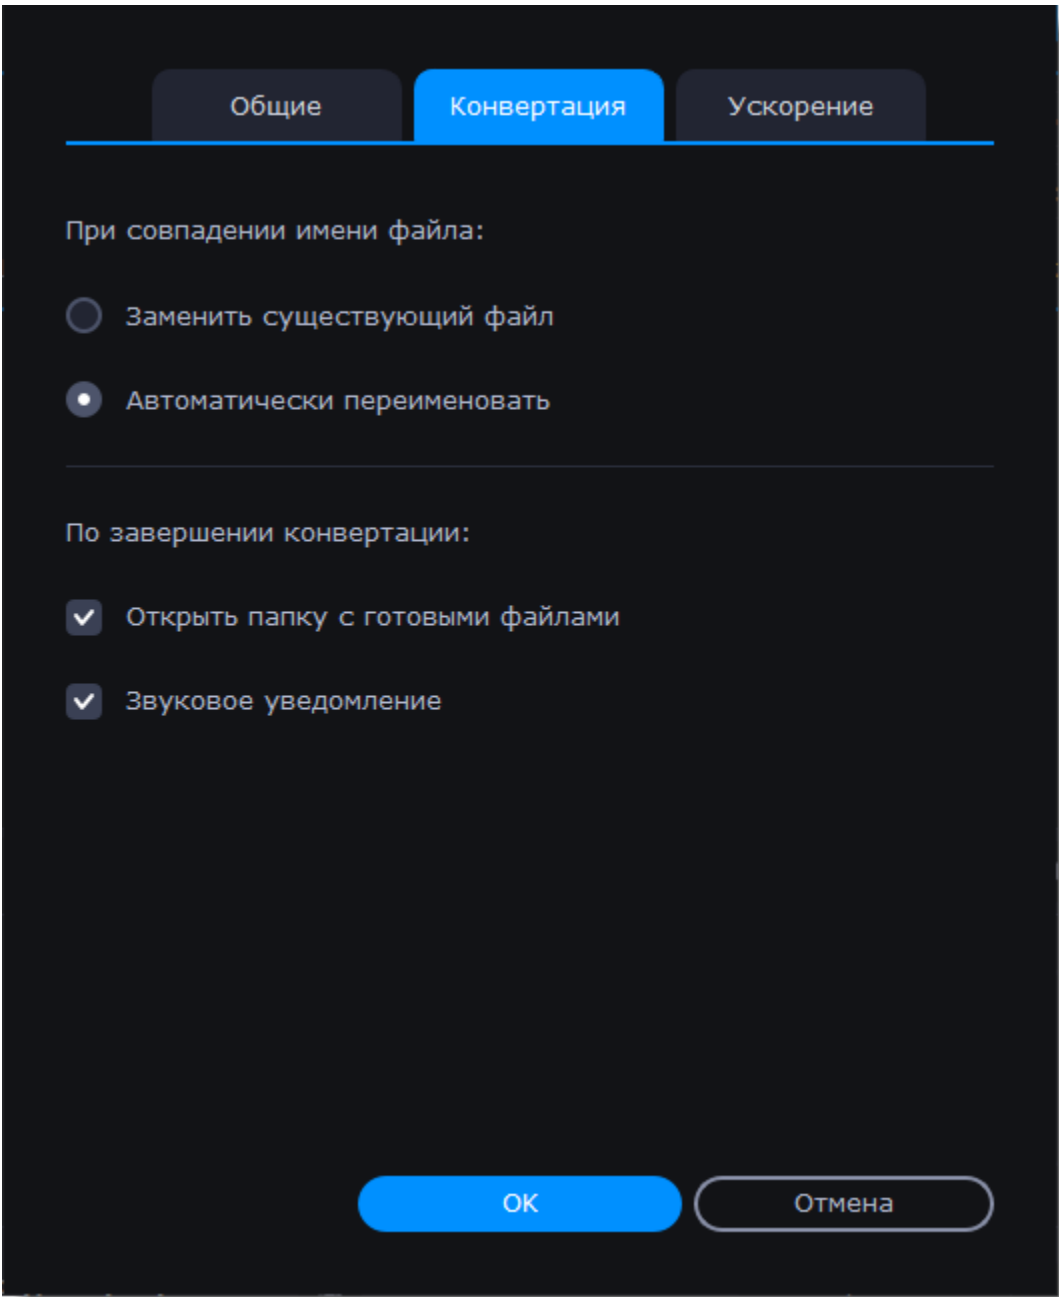 Общие Конвертация Ускорение
При совпадении имени файла:
Заменить существующий файл
Автоматически переименовать
По завершении конвертации:
Открыть папку с готовыми файлами
Звуковое уведомление
OK Отмена